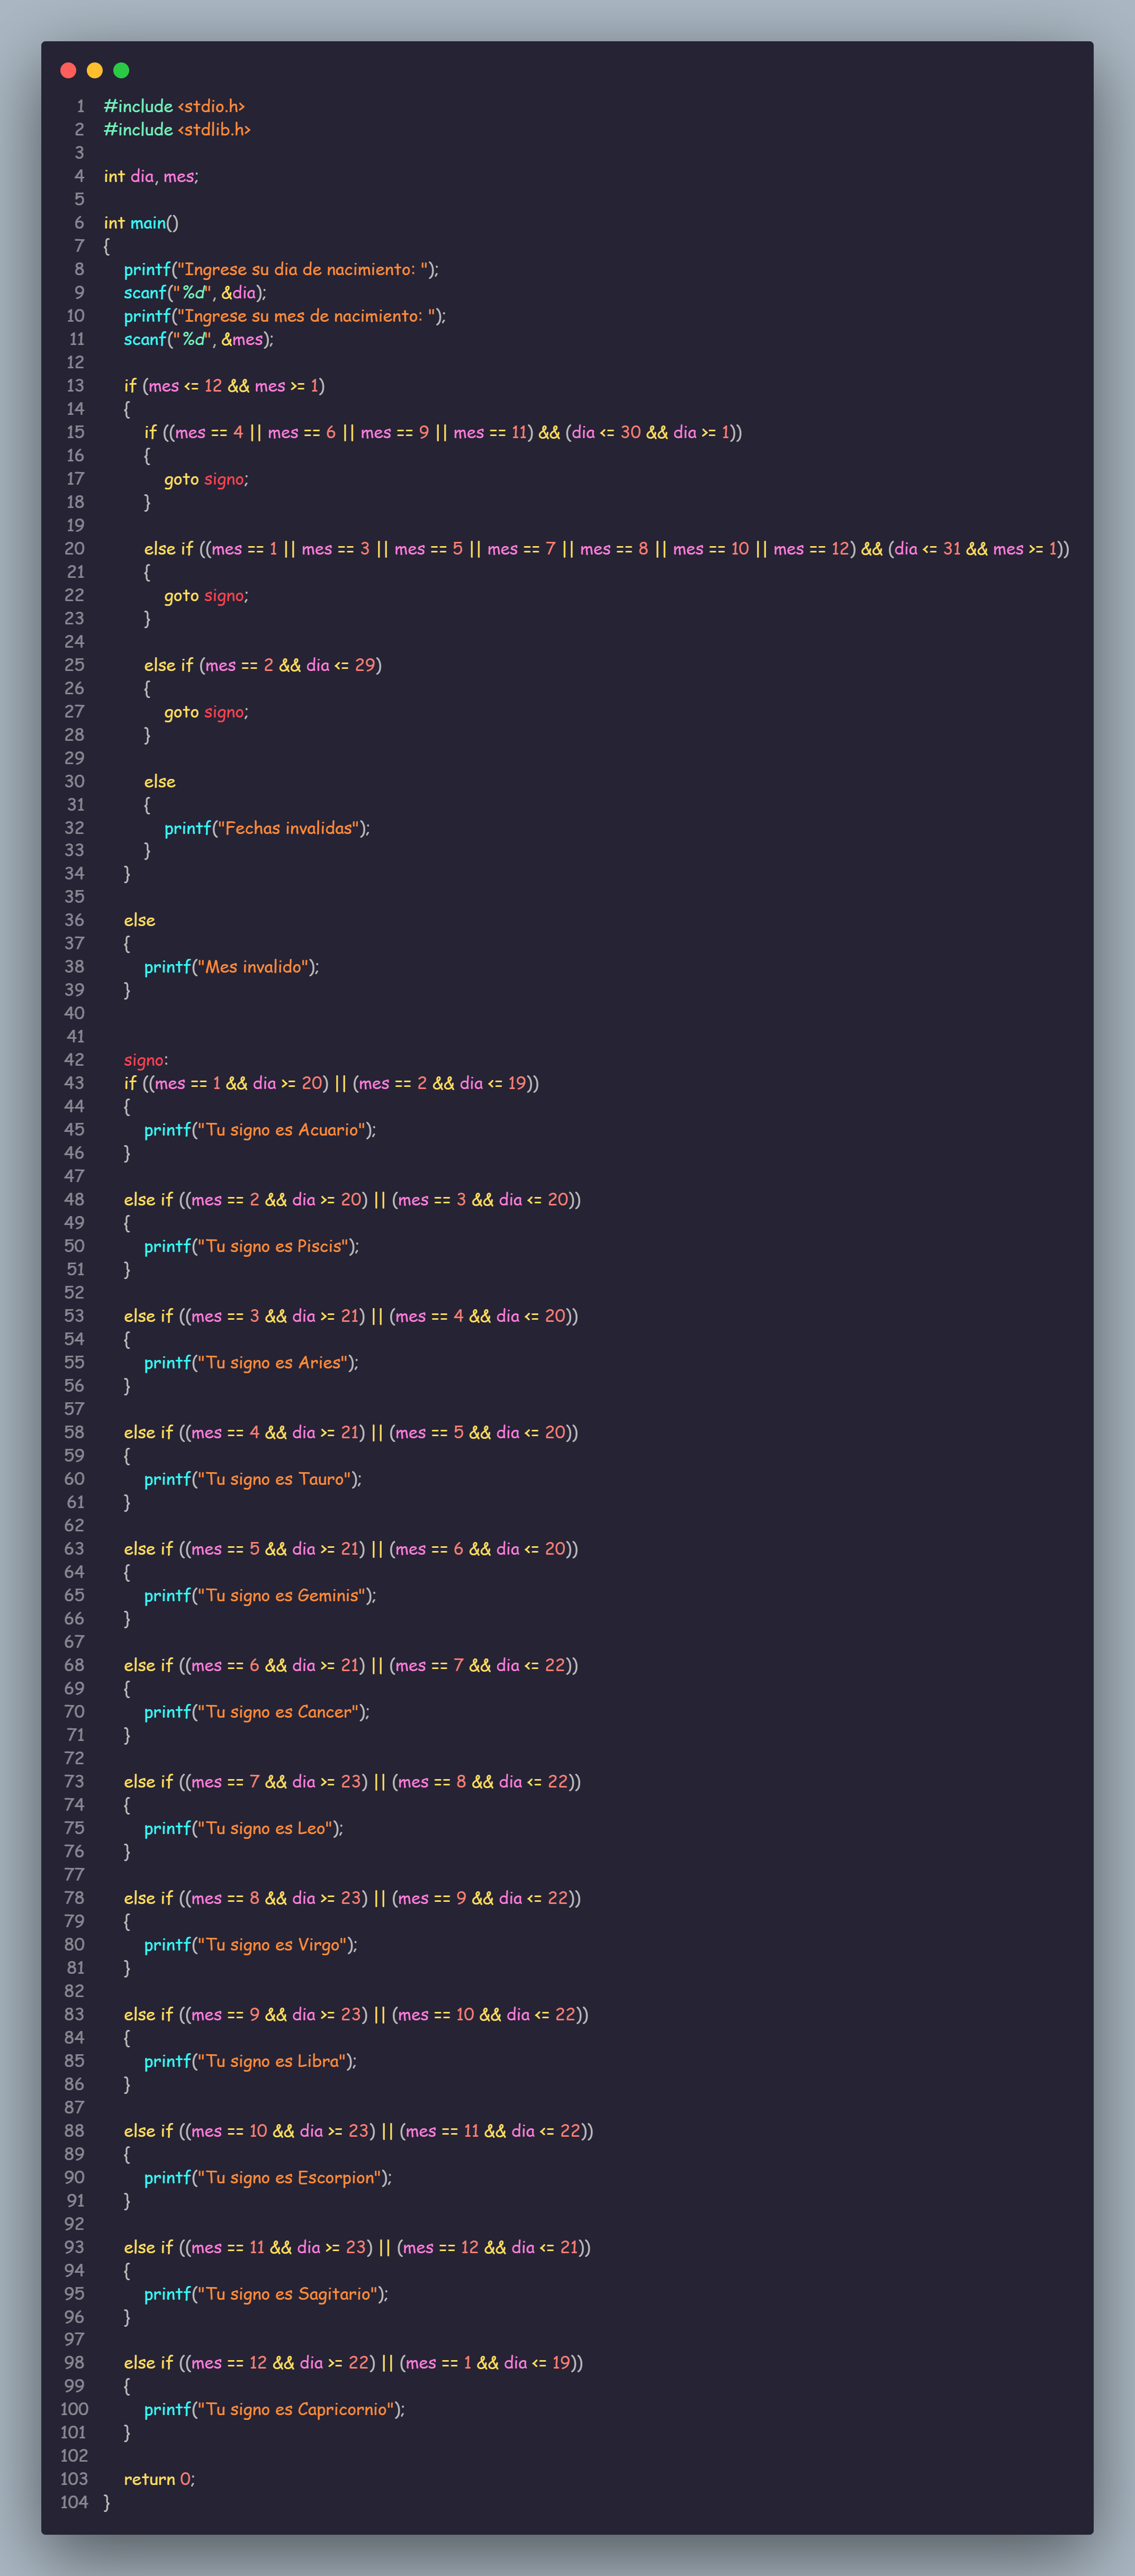 1 #include <stdio.h>
2 #include <stdlib.h>
3
4 int dia, mes;
5
6 int main()
7 {
8 printf("Ingrese su dia de nacimiento: ");
9 scanf("%d", &dia);
10 printf("Ingrese su mes de nacimiento: ");
11 scanf("%d", &mes);
12
13 if (mes <= 12 && mes >= 1)
14 {
15 if ((mes == 4 || mes == 6 || mes == 9 || mes == 11) && (dia <= 30 && dia >= 1))
16 {
17 goto signo;
18 }
19
20 else if ((mes == 1 || mes == 3 || mes == 5 || mes == 7 || mes == 8 || mes == 10 || mes == 12) && (dia <= 31 && mes >= 1))
21 {
22 goto signo;
23 }
24
25 else if (mes == 2 && dia <= 29)
26 {
27 goto signo;
28 }
29
30 else
31 {
32 printf("Fechas invalidas");
33 }
34 }
35
36 else
37 {
38 printf("Mes invalido");
39 }
40
41
42 signo:
43 if ((mes == 1 && dia >= 20) || (mes == 2 && dia <= 19))
44 {
45 printf("Tu signo es Acuario");
46 }
47
48 else if ((mes == 2 && dia >= 20) || (mes == 3 && dia <= 20))
49 {
50 printf("Tu signo es Piscis");
51 }
52
53 else if ((mes == 3 && dia >= 21) || (mes == 4 && dia <= 20))
54 {
55 printf("Tu signo es Aries");
56 }
57
58 else if ((mes == 4 && dia >= 21) || (mes == 5 && dia <= 20))
59 {
60 printf("Tu signo es Tauro");
61 }
62
63 else if ((mes == 5 && dia >= 21) || (mes == 6 && dia <= 20))
64 {
65 printf("Tu signo es Geminis");
66 }
67
68 else if ((mes == 6 && dia >= 21) || (mes == 7 && dia <= 22))
69 {
70 printf("Tu signo es Cancer");
71 }
72
73 else if ((mes == 7 && dia >= 23) || (mes == 8 && dia <= 22))
74 {
75 printf("Tu signo es Leo");
76 }
77
78 else if ((mes == 8 && dia >= 23) || (mes == 9 && dia <= 22))
79 {
80 printf("Tu signo es Virgo");
81 }
82
83 else if ((mes == 9 && dia >= 23) || (mes == 10 && dia <= 22))
84 {
85 printf("Tu signo es Libra");
86 }
87
88 else if ((mes == 10 && dia >= 23) || (mes == 11 && dia <= 22))
89 {
90 printf("Tu signo es Escorpion");
91 }
92
93 else if ((mes == 11 && dia >= 23) || (mes == 12 && dia <= 21))
94 {
95 printf("Tu signo es Sagitario");
96 }
97
98 else if ((mes == 12 && dia >= 22) || (mes == 1 && dia <= 19))
99 {
100 printf("Tu signo es Capricornio");
101 }
102
103 return 0;
104 }